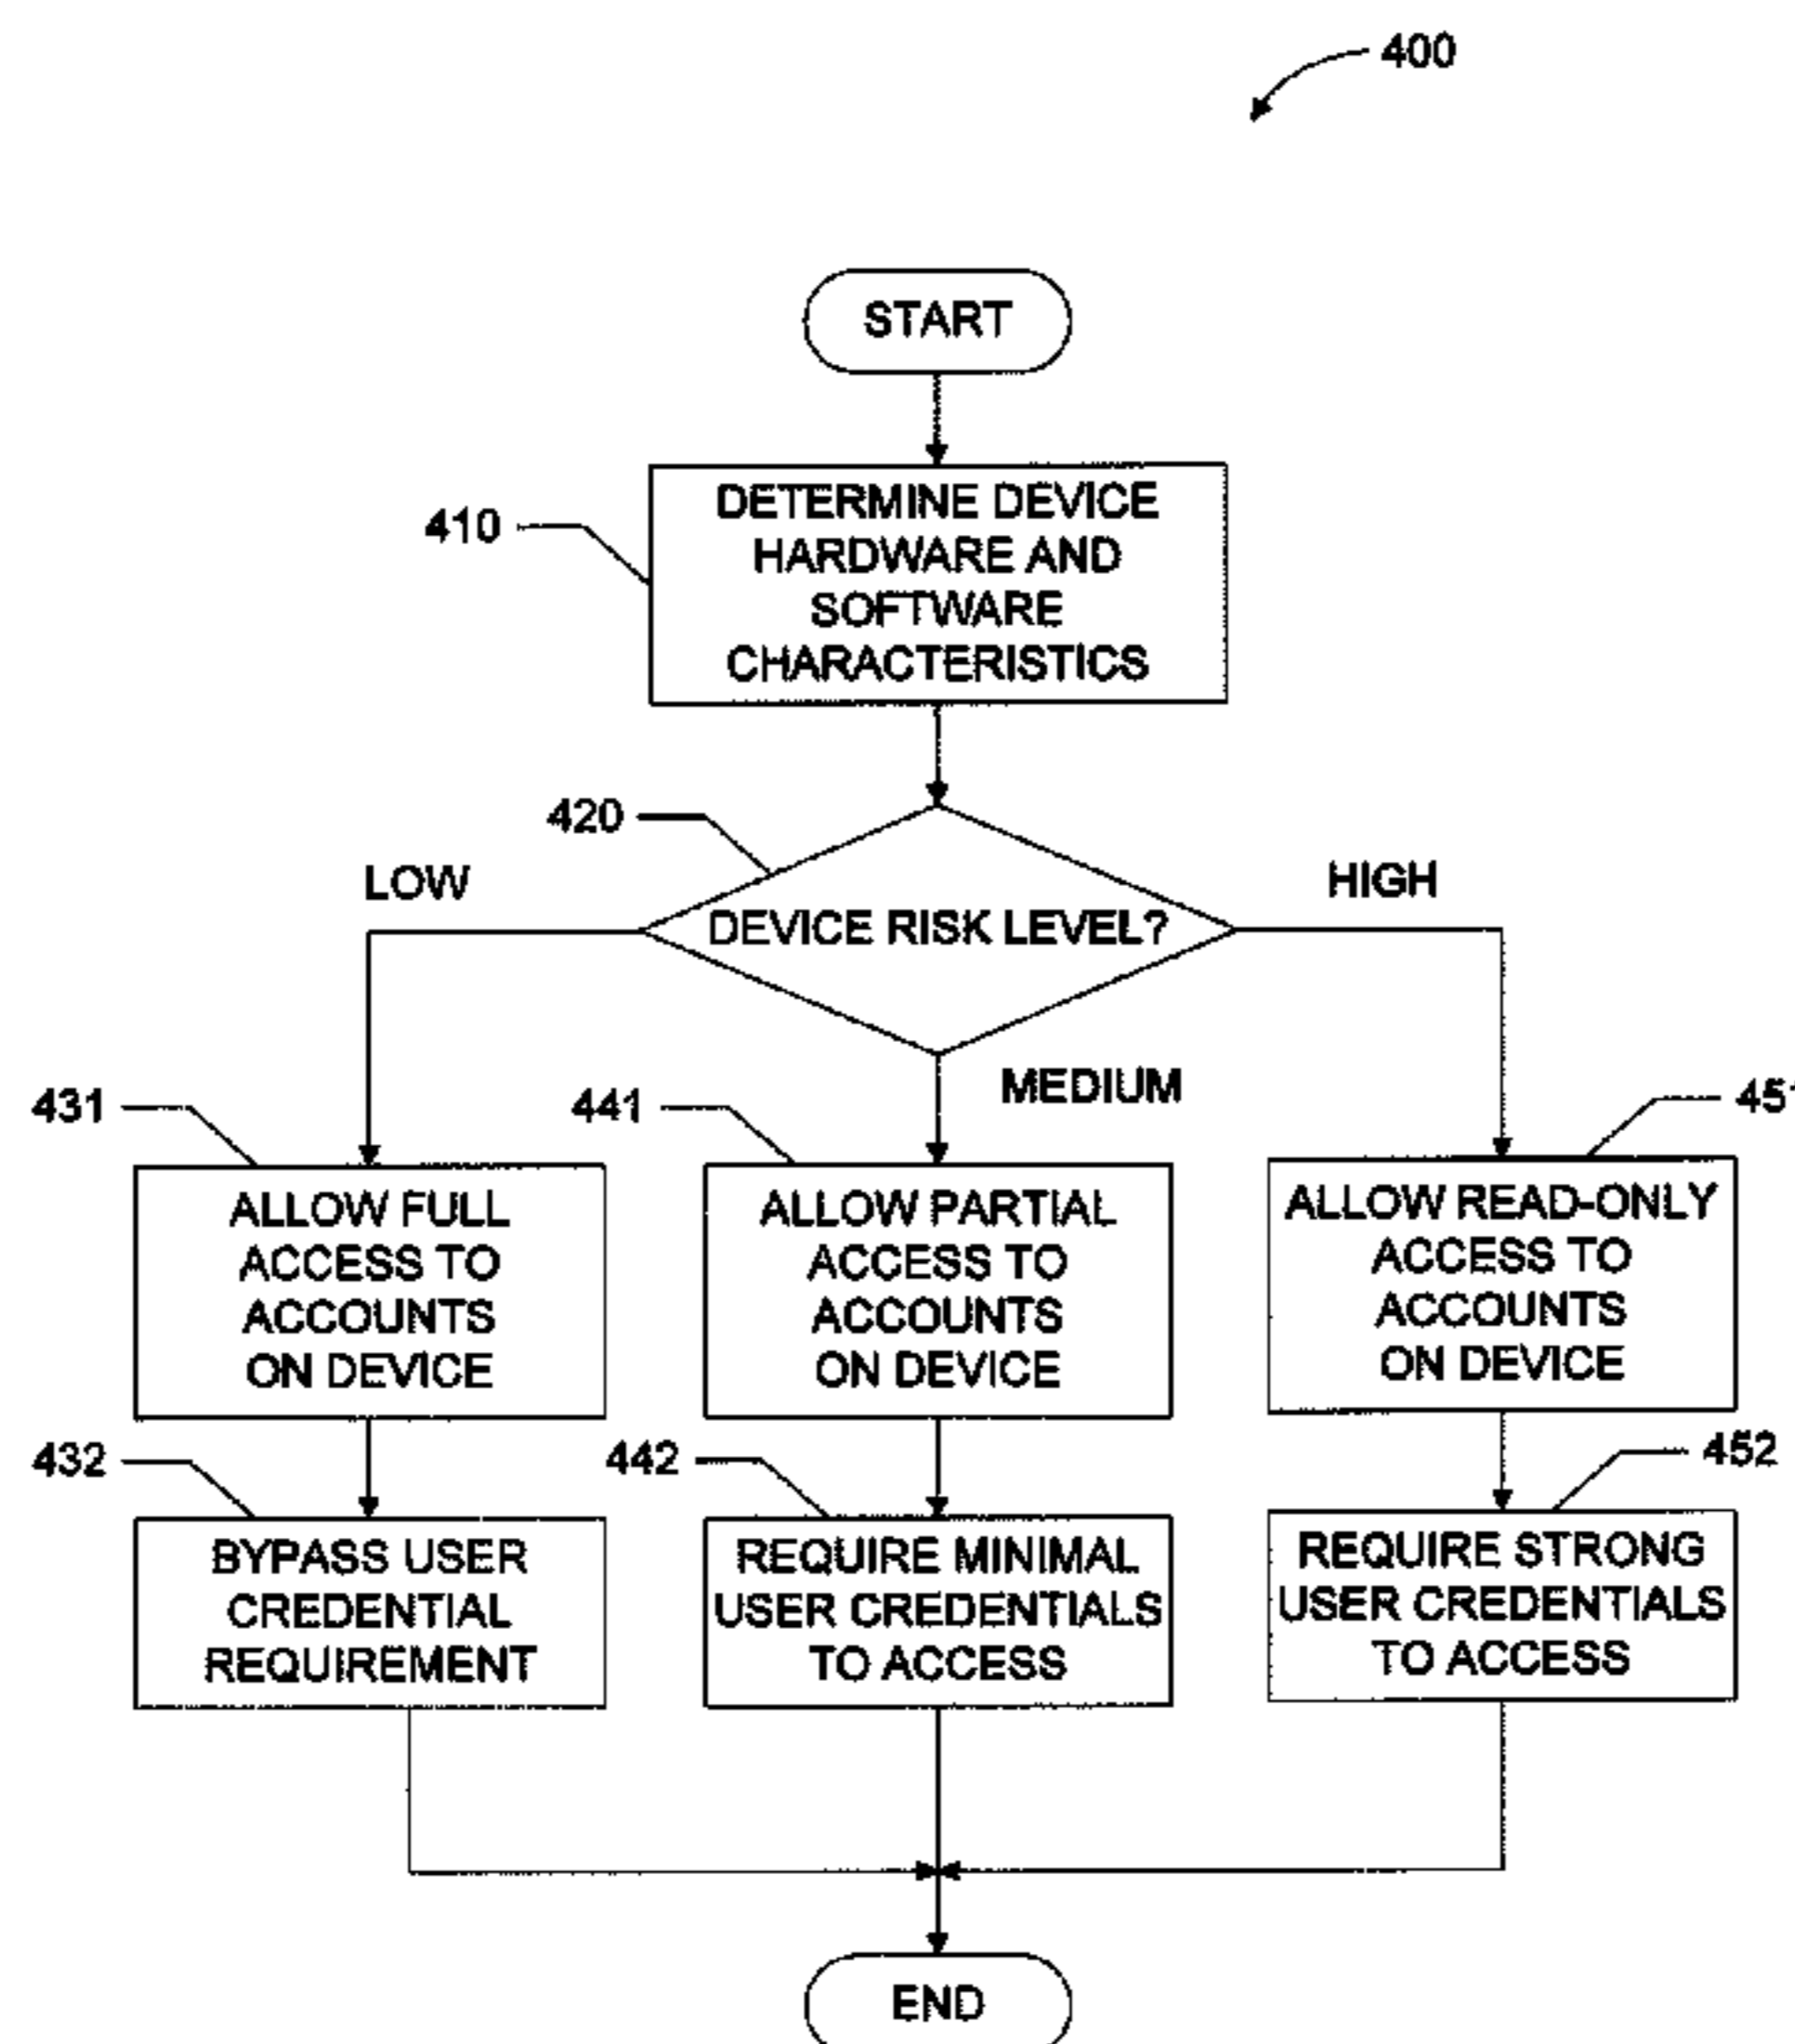 400
START
410
DETERMINE DEVICE
HARDWARE AND
SOFTWARE
CHARACTERISTICS
420
LOW
DEVICE RISK LEVEL?
HIGH
MEDIUM
431
ALLOW FULL
ACCESS TO
ACCOUNTS
ON DEVICE
441
ALLOW PARTIAL
ACCESS TO
ACCOUNTS
ON DEVICE
451
ALLOW READ-ONLY
ACCESS TO
ACCOUNTS
ON DEVICE
432
BYPASS USER
CREDENTIAL
REQUIREMENT
442
REQUIRE MINIMAL
USER CREDENTIALS
TO ACCESS
452
REQUIRE STRONG
USER CREDENTIALS
TO ACCESS
END